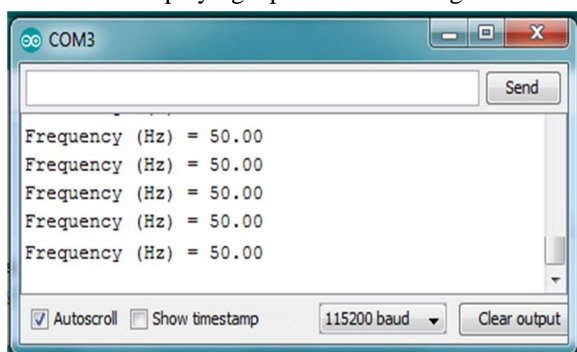 COM3
Send
Frequency (Hz) = 50.00
Frequency (Hz) = 50.00
Frequency (Hz) = 50.00
Frequency (Hz) = 50.00
Frequency (Hz) = 50.00
Autoscroll Show timestamp 115200 baud Clear output